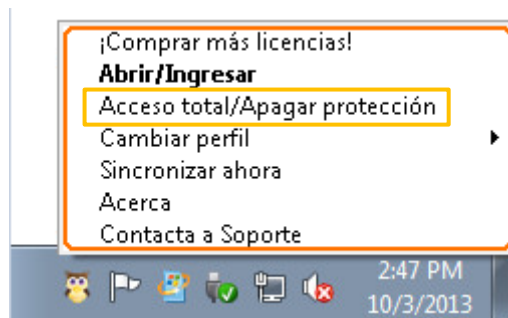 ¡Comprar más licencias!
Abrir/Ingresar
Acceso total/Apagar protección
Cambiar perfil
Sincronizar ahora
Acerca
Contacta a Soporte
2:47 PM
10/3/2013